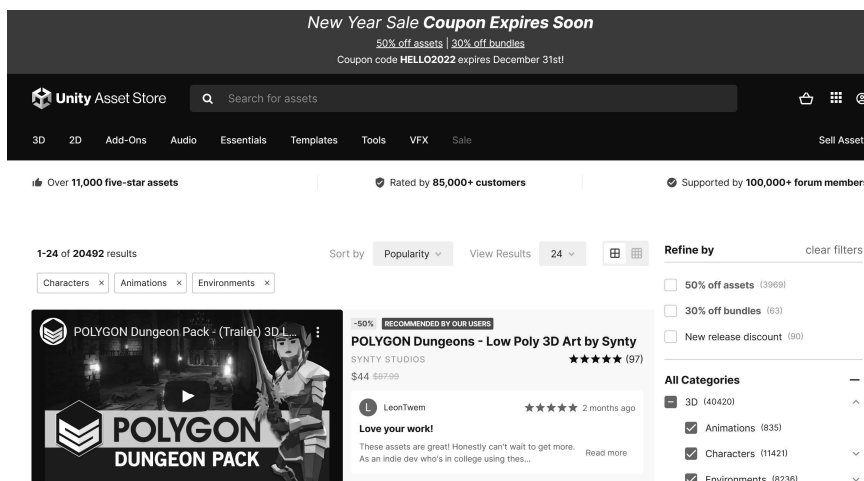 New Year Sale Coupon Expires Soon
50% off assets | 30% off bundles
Coupon code HELLO2022 expires December 31st!
Unity Asset Store
Search for assets
3D 2D Add-Ons Audio Essentials Templates Tools VFX Sale Sell Asset
Over 11,000 five-star assets
Rated by 85,000+ customers
Supported by 100,000+ forum member
1-24 of 20492 results
Sort by Popularity View Results 24
Characters × Animations × Environments ×
POLYGON Dungeon Pack - (Trailer) 3D L...
POLYGON
DUNGEON PACK
-50% RECOMMENDED BY OUR USERS
POLYGON Dungeons - Low Poly 3D Art by Synty
SYNTY STUDIOS ★★★★★ (97)
$44 $87.99
L LeonTwem ★★★★★ 2 months ago
Love your work!
These assets are great! Honestly can't wait to get more.
As an indie dev who's in college using thes... Read more
Refine by clear filters
50% off assets (3969)
30% off bundles (63)
New release discount (90)
All Categories
3D (40420)
Animations (835)
Characters (11421)
Environments (8236)